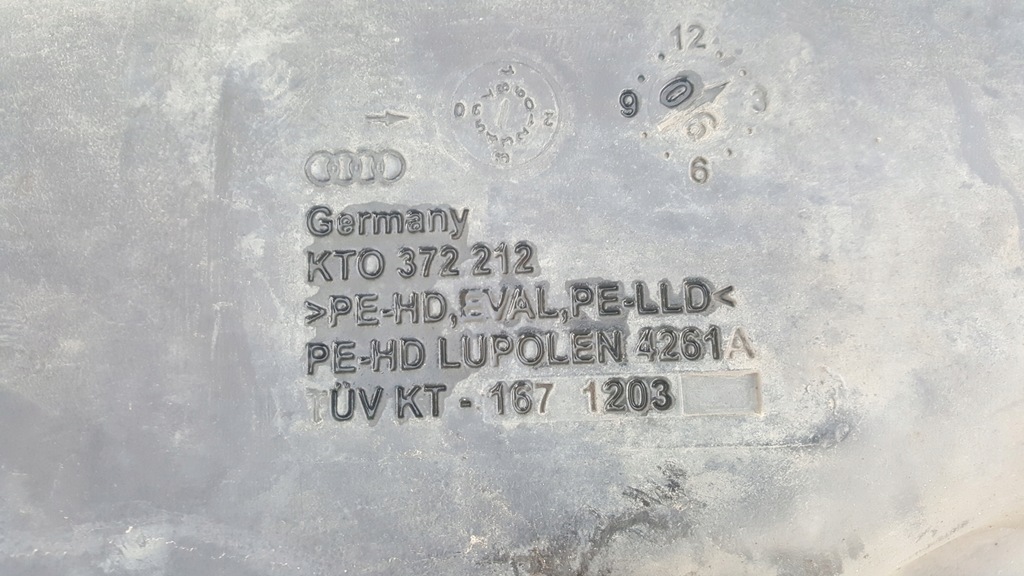 12
9
3
6
Germany
KTO 372 212
>PE-HD,EVAL,PE-LLD<
PE-HD LUPOLEN 4261A
TÜV KT - 167 1203